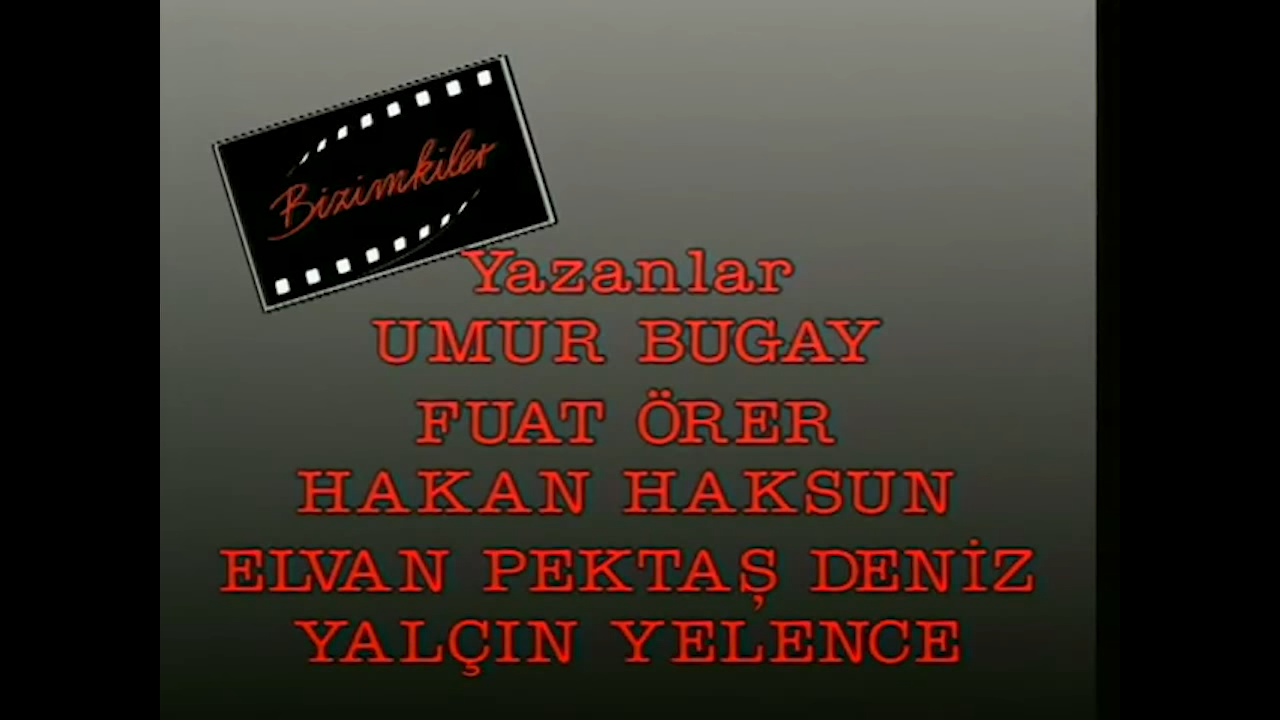 Bizimkiler
Yazanlar
UMUR BUGAY
FUAT ÖRER
HAKAN HAKSUN
ELVAN PEKTAŞ DENİZ
YALÇIN YELENCE